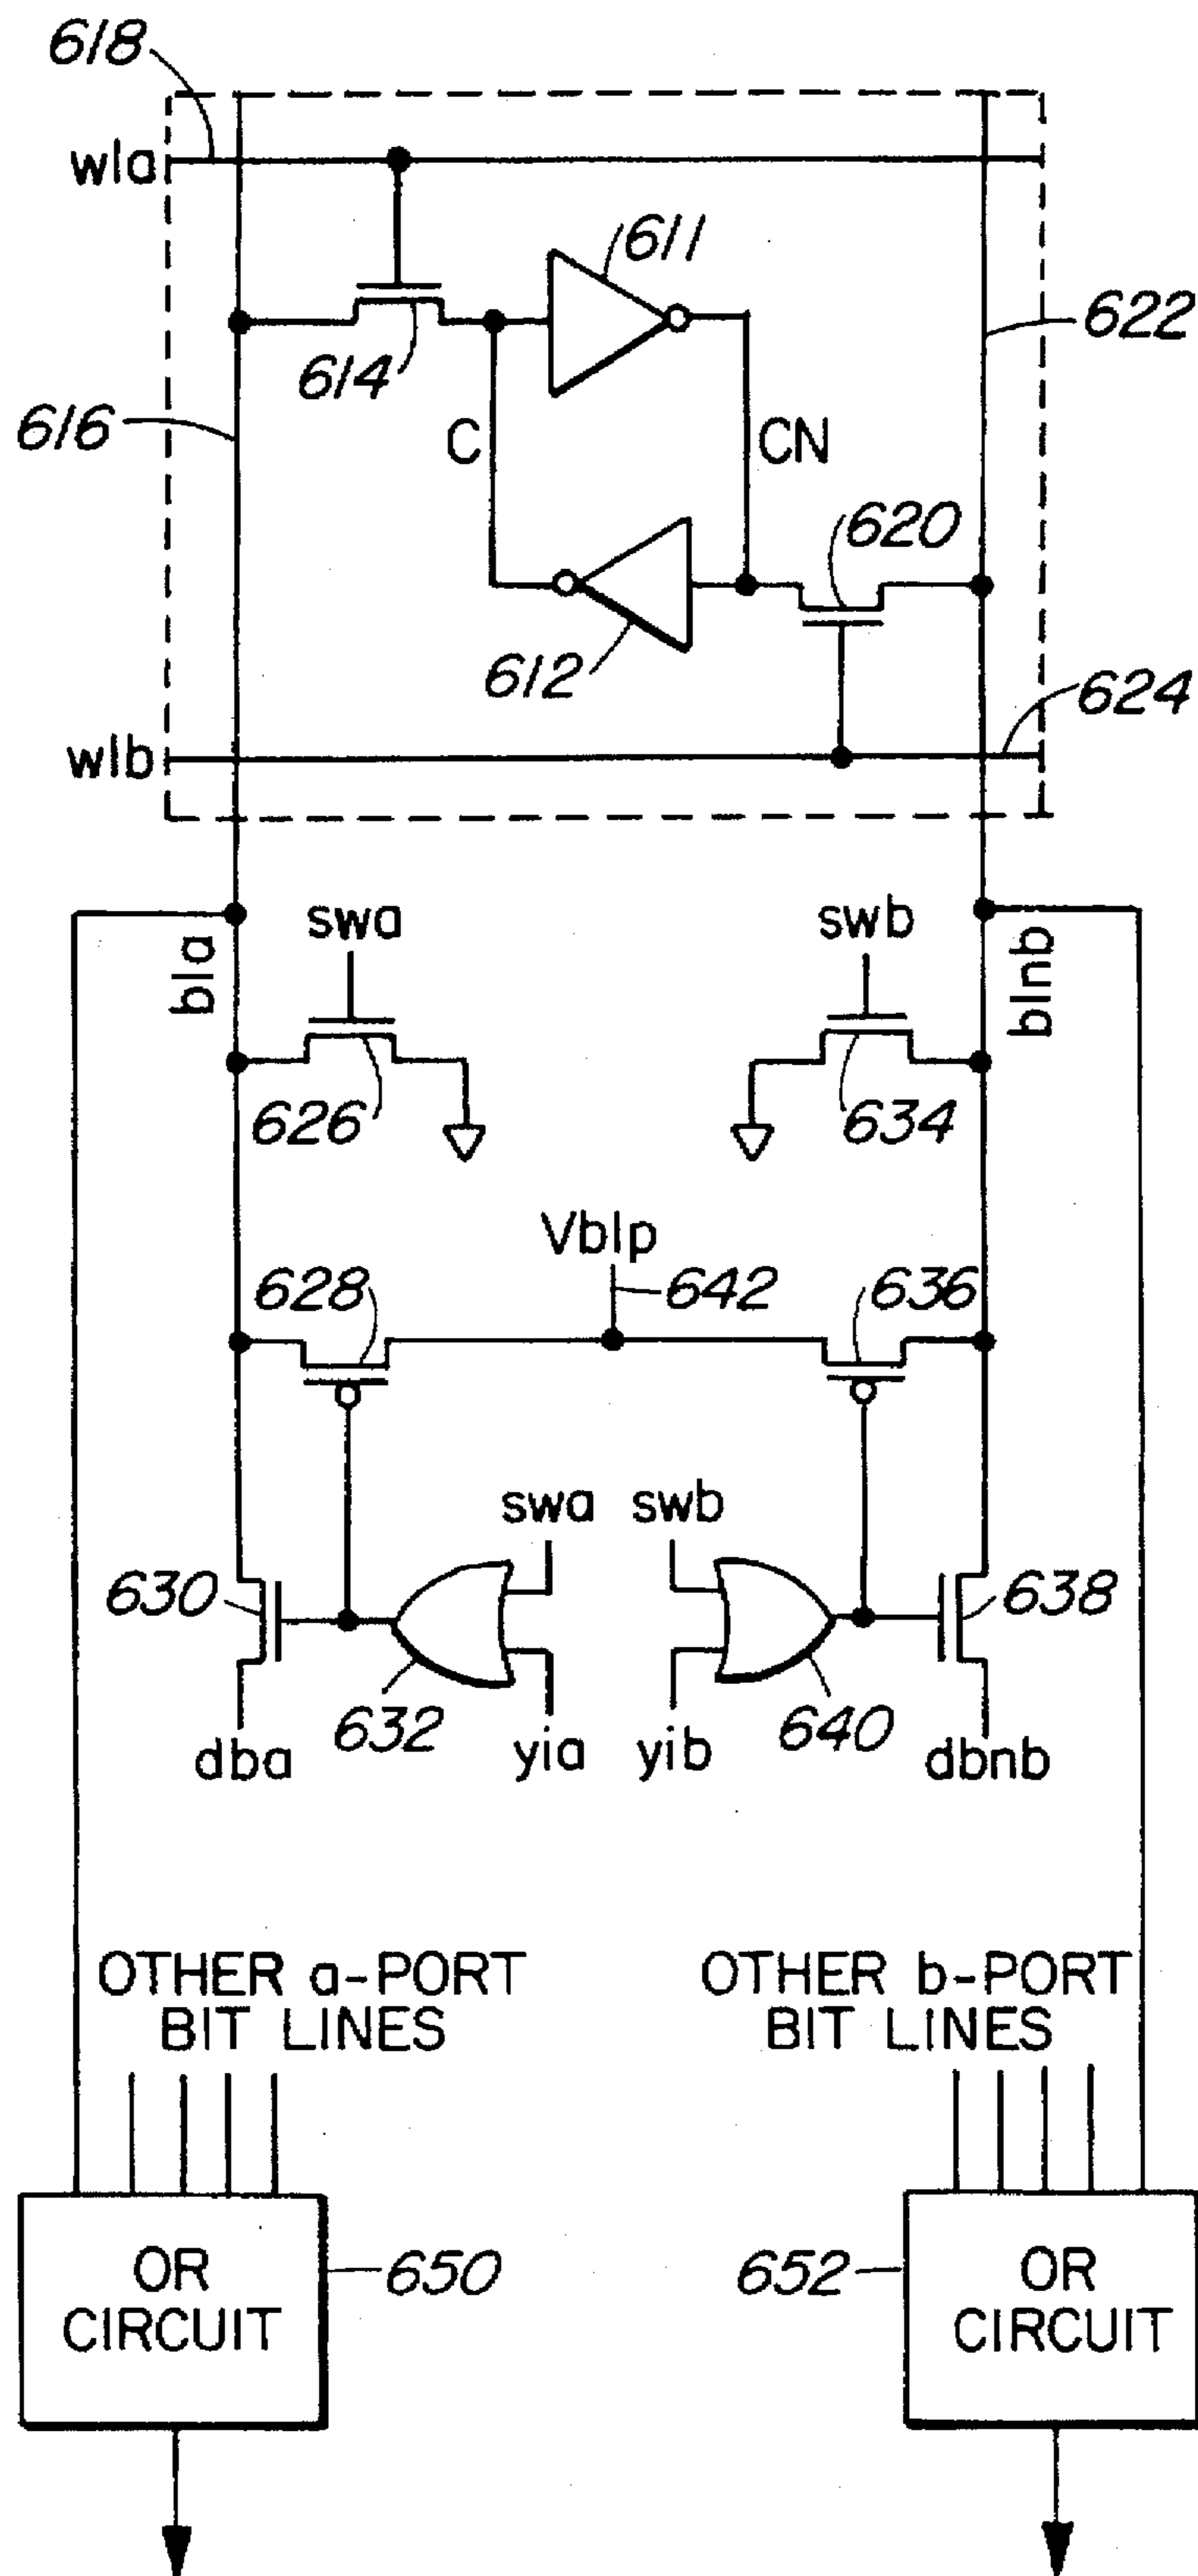 618
wla
611
614
622
616
C
CN
620
612
624
wlb
swa
swb
bla
blnb
626
634
Vblp
628
642
636
swa
swb
630
638
632
640
dba
yia
yib
dbnb
OTHER a-PORT
BIT LINES
OTHER b-PORT
BIT LINES
OR
CIRCUIT
650
652
OR
CIRCUIT